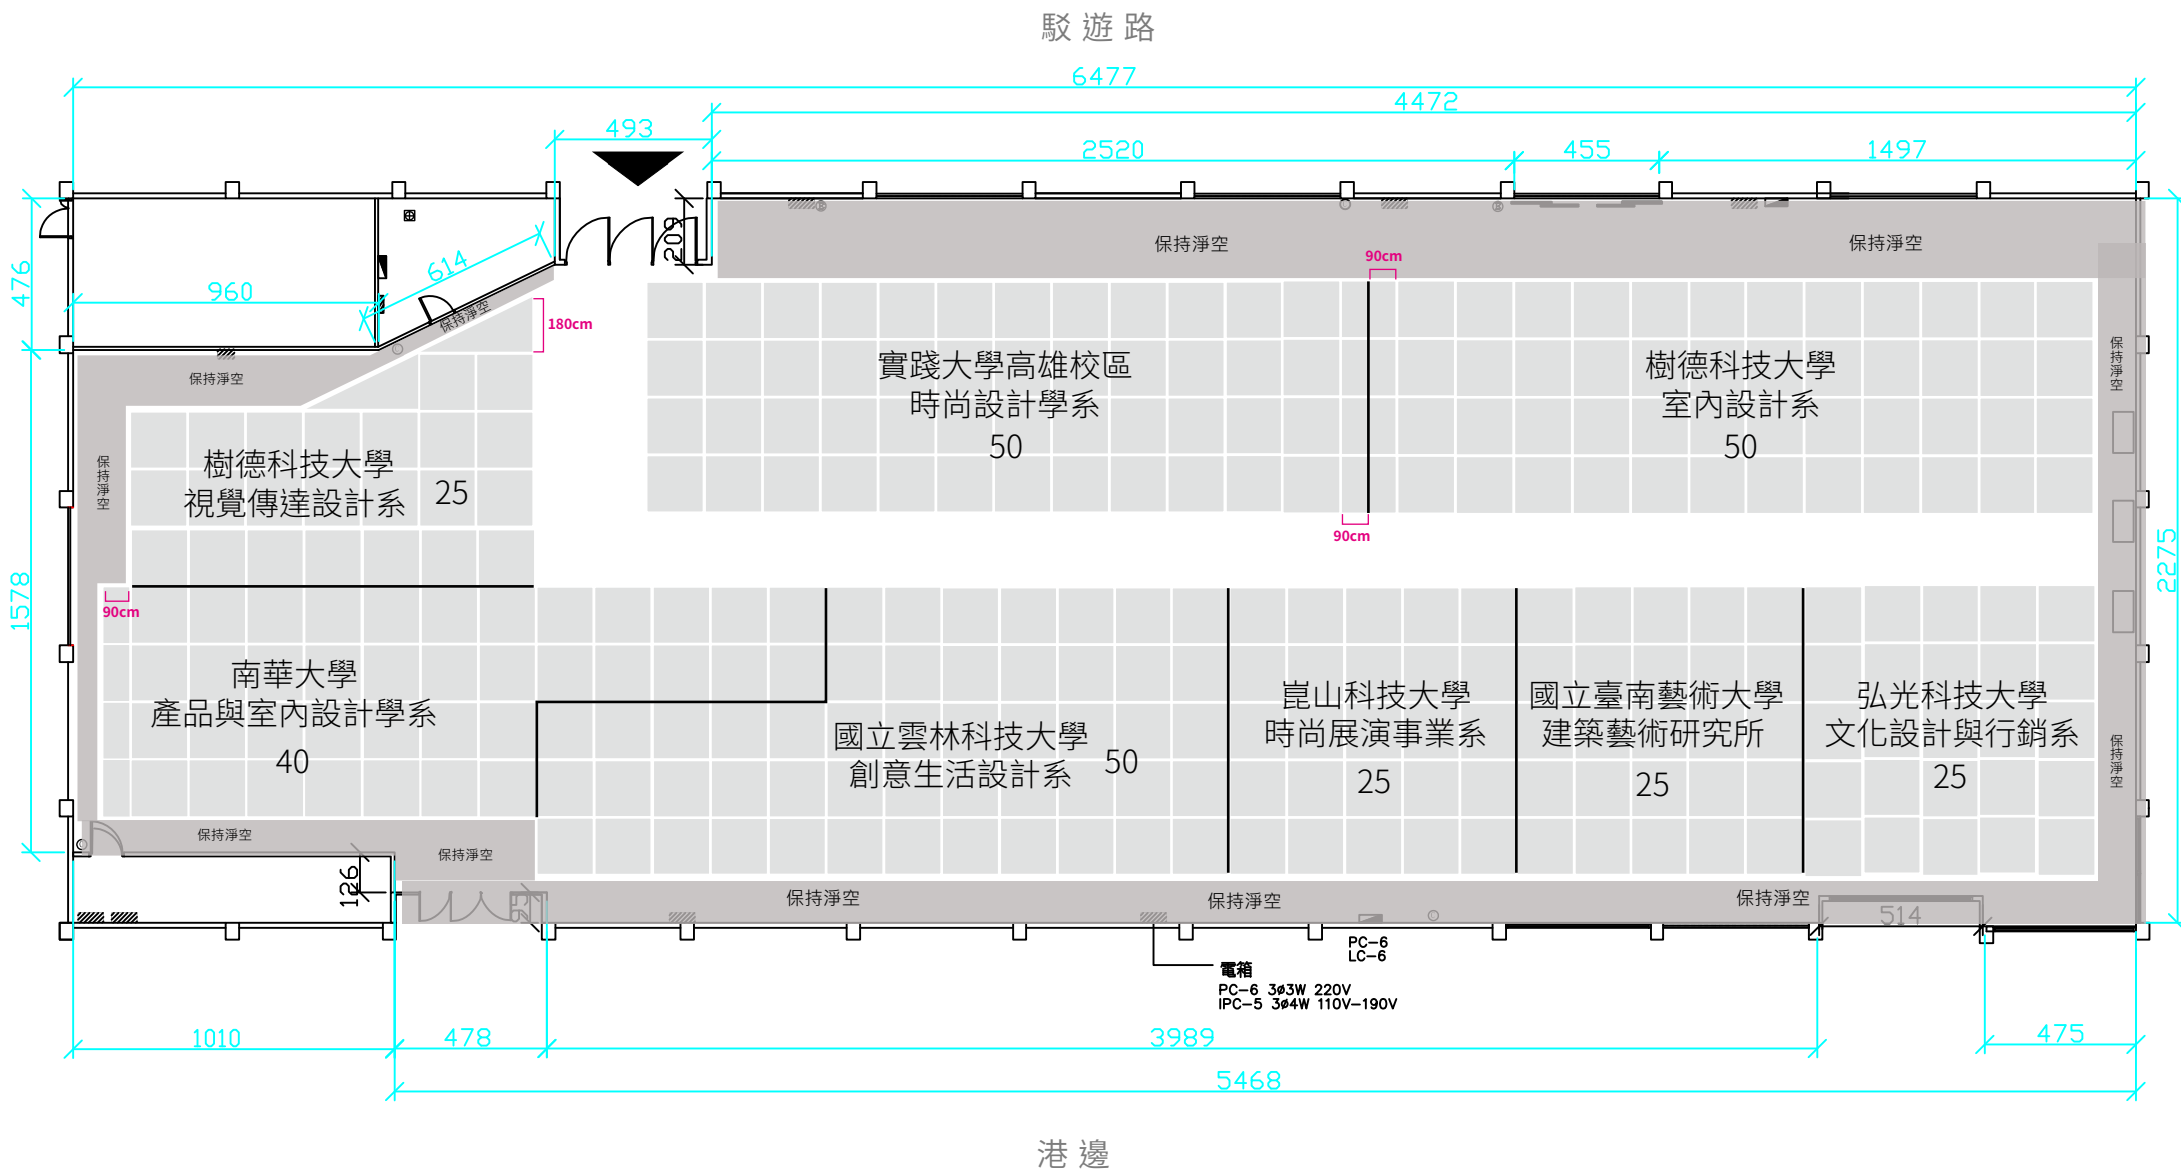 駁遊路
6477
4472
493
2520
455
1497
209
476
614
960
保持淨空
保持淨空
保持淨空
90cm
180cm
保持淨空
保持淨空
實踐大學高雄校區
時尚設計學系
50
樹德科技大學
室內設計系
50
保持淨空
樹德科技大學
視覺傳達設計系
25
90cm
2275
1578
90cm
南華大學
產品與室內設計學系
40
國立雲林科技大學
創意生活設計系
50
崑山科技大學
時尚展演事業系
25
國立臺南藝術大學
建築藝術研究所
25
弘光科技大學
文化設計與行銷系
25
保持淨空
保持淨空
保持淨空
126
保持淨空
保持淨空
保持淨空
514
PC-6
LC-6
電箱
PC-6 3ø3W 220V
IPC-5 3ø4W 110V-190V
1010
478
3989
475
5468
港邊